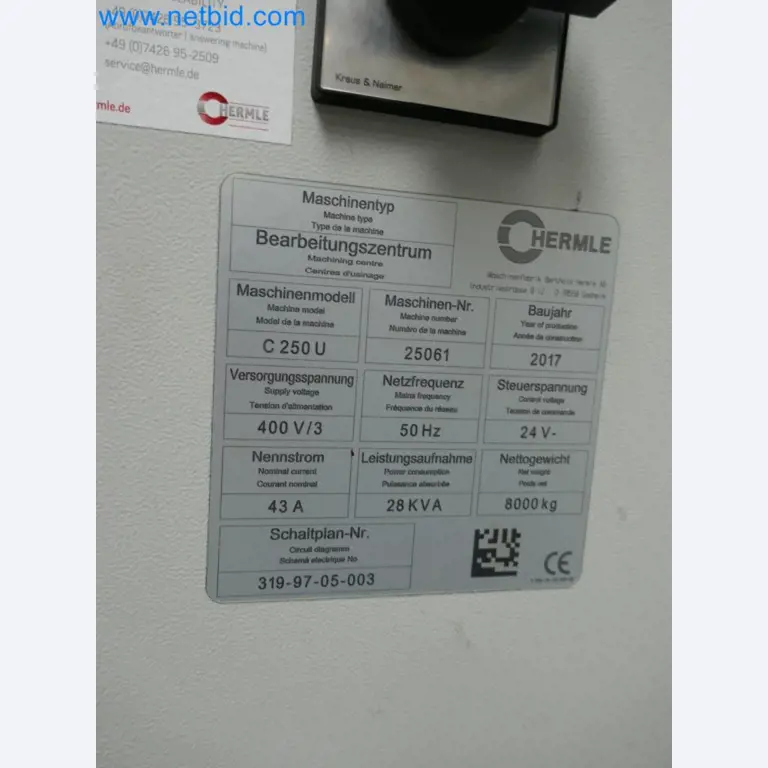 www.netbid.com
+49 (0)7426 95-2509
service@hermle.de
mle.de
HERMLE
Kraus & Naimer
Maschinentyp
Machine type
Type de la machine
Bearbeitungszentrum
Machining centre
Centres d'usinage
HERMLE
Maschinenmodell
Machine model
Model de la machine
C 250 U
Maschinen-Nr.
Machine number
Numéro de la machine
25061
Baujahr
Year of production
Année de construction
2017
Versorgungsspannung
Supply voltage
Tension d'alimentation
400 V/3
Netzfrequenz
Mains frequency
Fréquence du réseau
50 Hz
Steuerspannung
Control voltage
Tension de commande
24 V-
Nennstrom
Nominal current
Courant nominal
43 A
Leistungsaufnahme
Power consumption
Puissance absorbée
28 KVA
Nettogewicht
Net weight
Poids net
8000 kg
Schaltplan-Nr.
Circuit diagramm
Schema électrique No
319-97-05-003
CE